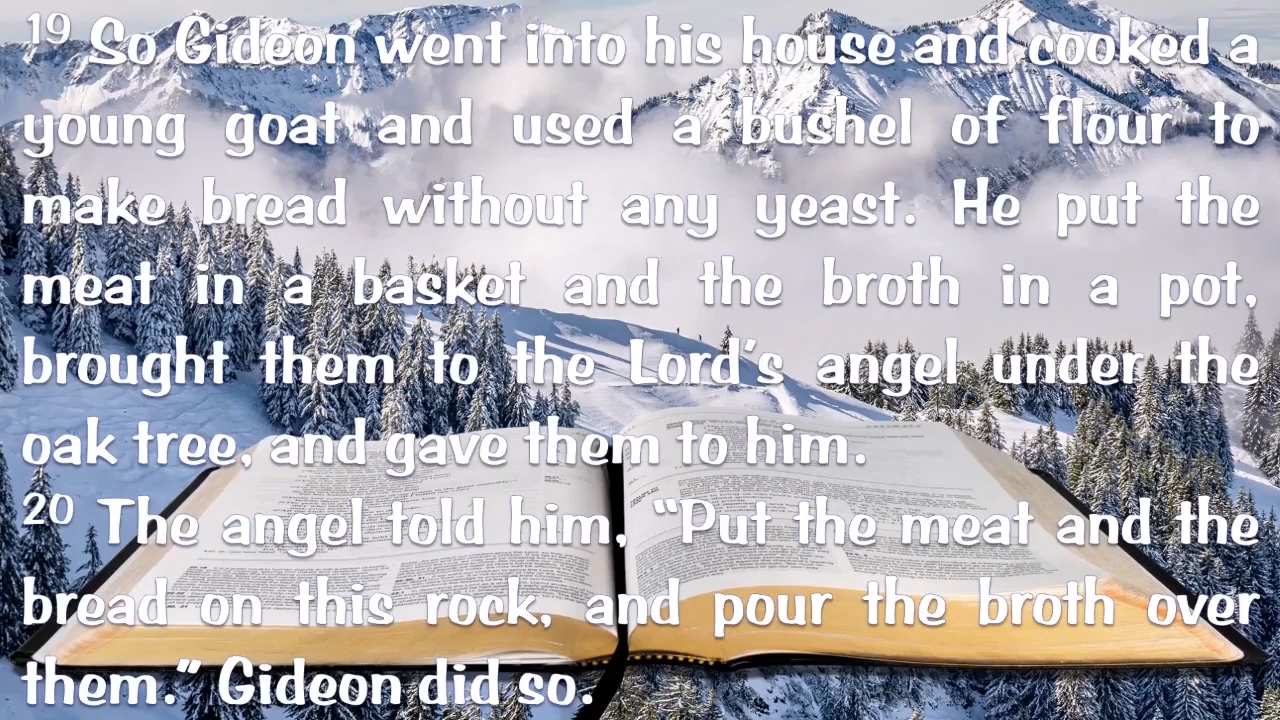 19 So Gideon went into his house and cooked a
young goat and used a bushel of flour to
make bread without any yeast. He put the
meat in a basket and the broth in a pot,
brought them to the Lord's angel under the
oak tree, and gave them to him.
20 The angel told him, “Put the meat and the
bread on this rock, and pour the broth over
them.” Gideon did so.